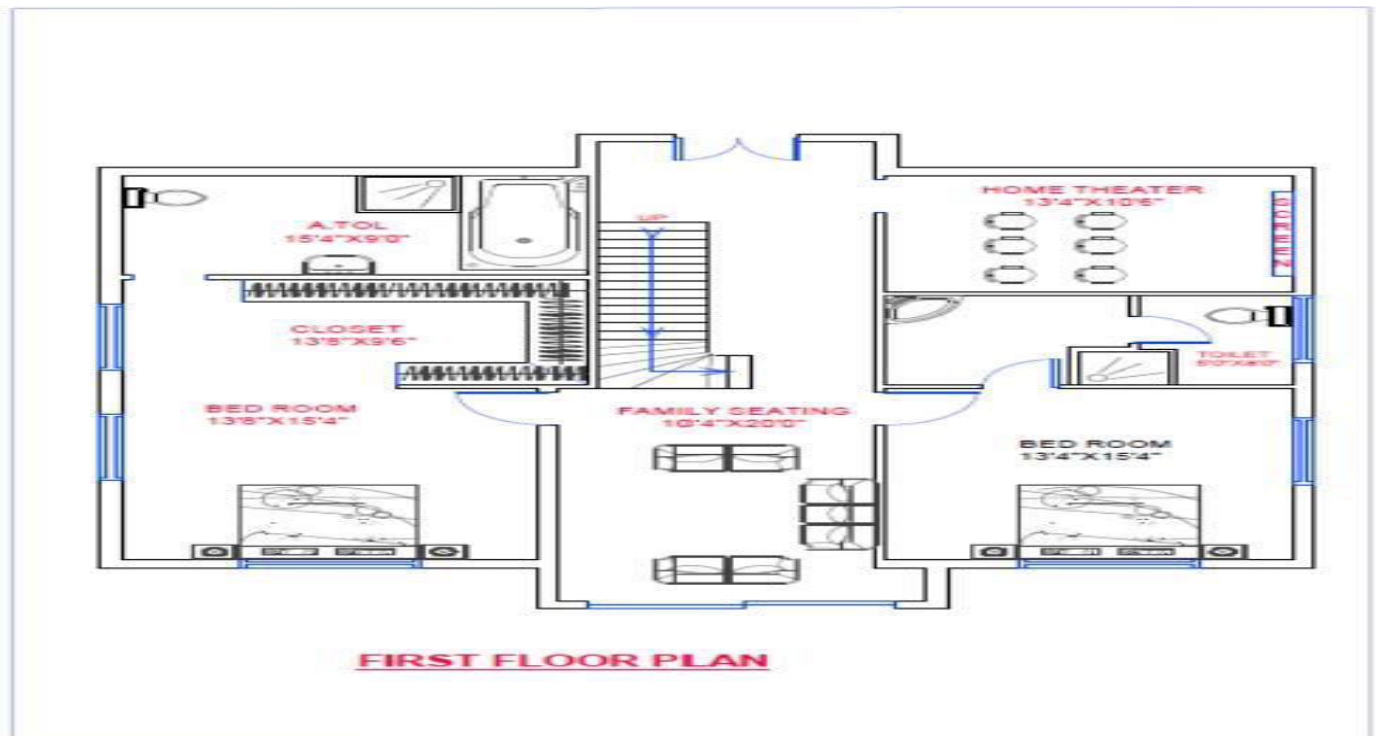 HOME THEATER
13'4"X10'6"
SCREEN
UP
A.TOL
15'4"X9'0"
CLOSET
13'8"X9'6"
TOILET
BED ROOM
13'8"X15'4"
FAMILY SEATING
10'4"X20'0"
BED ROOM
13'4"X15'4"
FIRST FLOOR PLAN